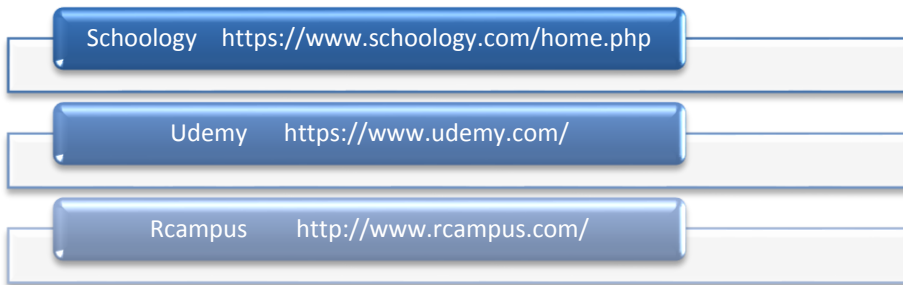 Schoology https://www.schoology.com/home.php
Udemy https://www.udemy.com/
Rcampus http://www.rcampus.com/